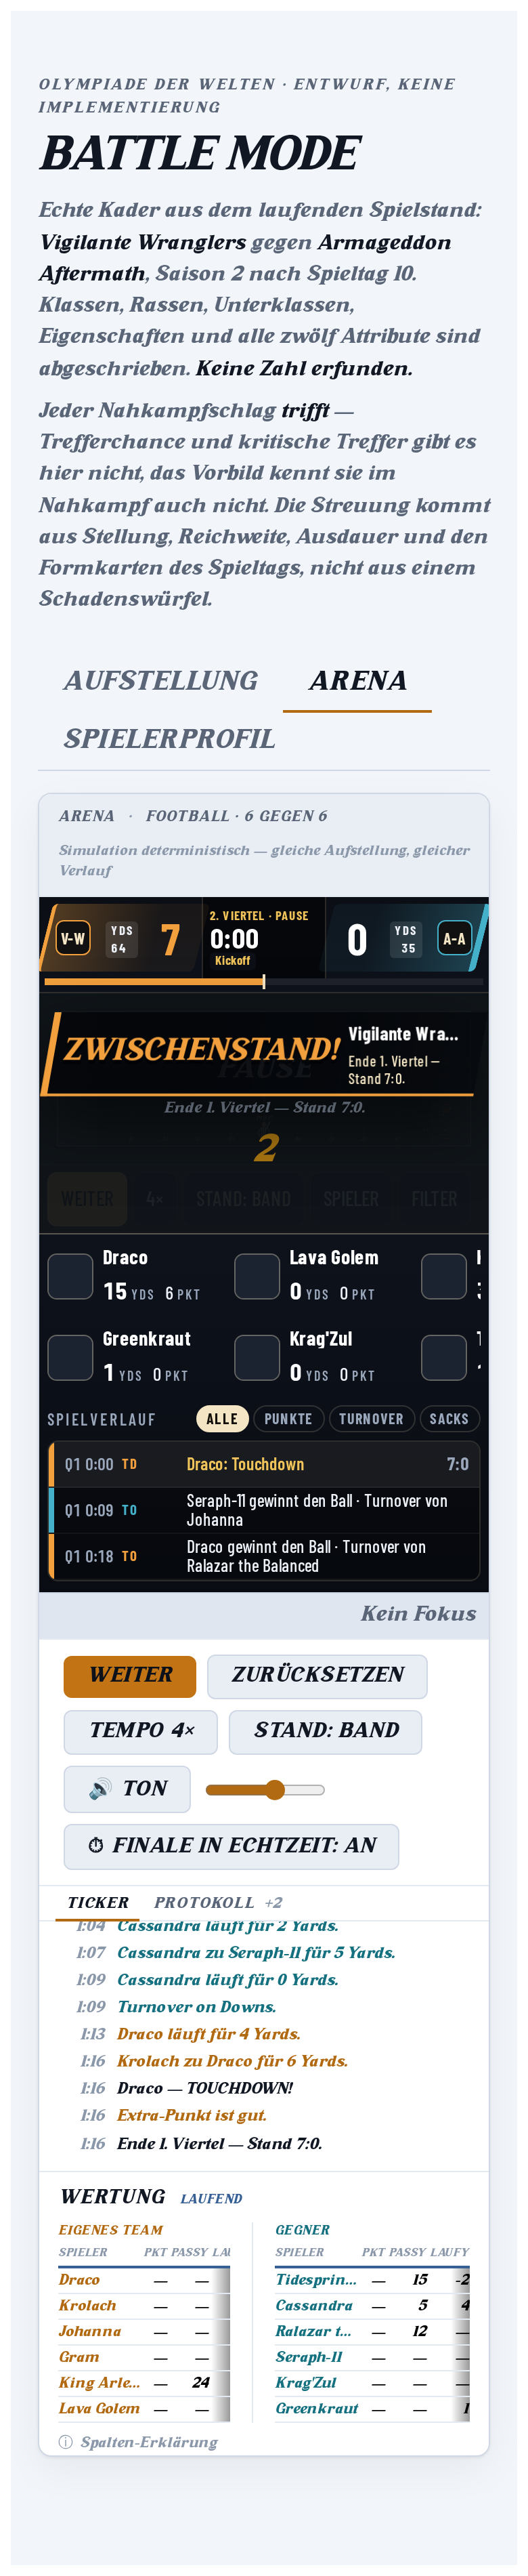 OLYMPIADE DER WELTEN · ENTWURF, KEINE
IMPLEMENTIERUNG
BATTLE MODE
Echte Kader aus dem laufenden Spielstand:
Vigilante Wranglers gegen Armageddon
Aftermath, Saison 2 nach Spieltag 10.
Klassen, Rassen, Unterklassen,
Eigenschaften und alle zwölf Attribute sind
abgeschrieben. Keine Zahl erfunden.
Jeder Nahkampfschlag trifft —
Trefferchance und kritische Treffer gibt es
hier nicht, das Vorbild kennt sie im
Nahkampf auch nicht. Die Streuung kommt
aus Stellung, Reichweite, Ausdauer und den
Formkarten des Spieltags, nicht aus einem
Schadenswürfel.
AUFSTELLUNG ARENA
SPIELERPROFIL
ARENA · FOOTBALL · 6 GEGEN 6
Simulation deterministisch — gleiche Aufstellung, gleicher
Verlauf
V-W YDS 64 7 2. VIERTEL · PAUSE 0:00 Kickoff 0 YDS 35 A-A
ZWISCHENSTAND! Vigilante Wra...
Ende 1. Viertel —
Stand 7:0.
PAUSE
Ende 1. Viertel — Stand 7:0.
2
WEITER 4× STAND: BAND SPIELER FILTER
Draco Lava Golem
15 YDS 6 PKT 0 YDS 0 PKT
Greenkraut Krag'Zul
1 YDS 0 PKT 0 YDS 0 PKT
SPIELVERLAUF ALLE PUNKTE TURNOVER SACKS
Q1 0:00 TD Draco: Touchdown 7:0
Q1 0:09 TO Seraph-11 gewinnt den Ball · Turnover von
Johanna
Q1 0:18 TO Draco gewinnt den Ball · Turnover von
Ralazar the Balanced
Kein Fokus
WEITER ZURÜCKSETZEN
TEMPO 4× STAND: BAND
🔊 TON
⏱ FINALE IN ECHTZEIT: AN
TICKER PROTOKOLL +2
1:04 Cassandra läuft für 2 Yards.
1:07 Cassandra zu Seraph-11 für 5 Yards.
1:09 Cassandra läuft für 0 Yards.
1:09 Turnover on Downs.
1:13 Draco läuft für 4 Yards.
1:16 Krolach zu Draco für 6 Yards.
1:16 Draco — TOUCHDOWN!
1:16 Extra-Punkt ist gut.
1:16 Ende 1. Viertel — Stand 7:0.
WERTUNG LAUFEND
EIGENES TEAM
SPIELER PKT PASSY
Draco — —
Krolach — —
Johanna — —
Gram — —
King Arle... — 24
Lava Golem — —
GEGNER
SPIELER PKT PASSY LAUFY
Tidesprin... — 15 -2
Cassandra — 5 4
Ralazar t... — 12 —
Seraph-11 — — —
Krag'Zul — — —
Greenkraut — — 1
ⓘ Spalten-Erklärung